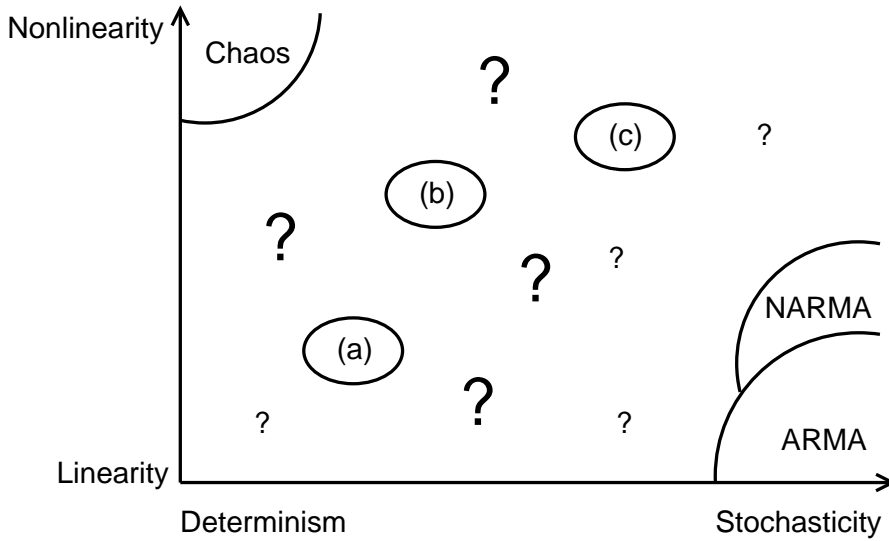 Nonlinearity
Chaos
?
(c)
?
(b)
?
?
?
NARMA
(a)
?
?
?
ARMA
Linearity
Determinism
Stochasticity